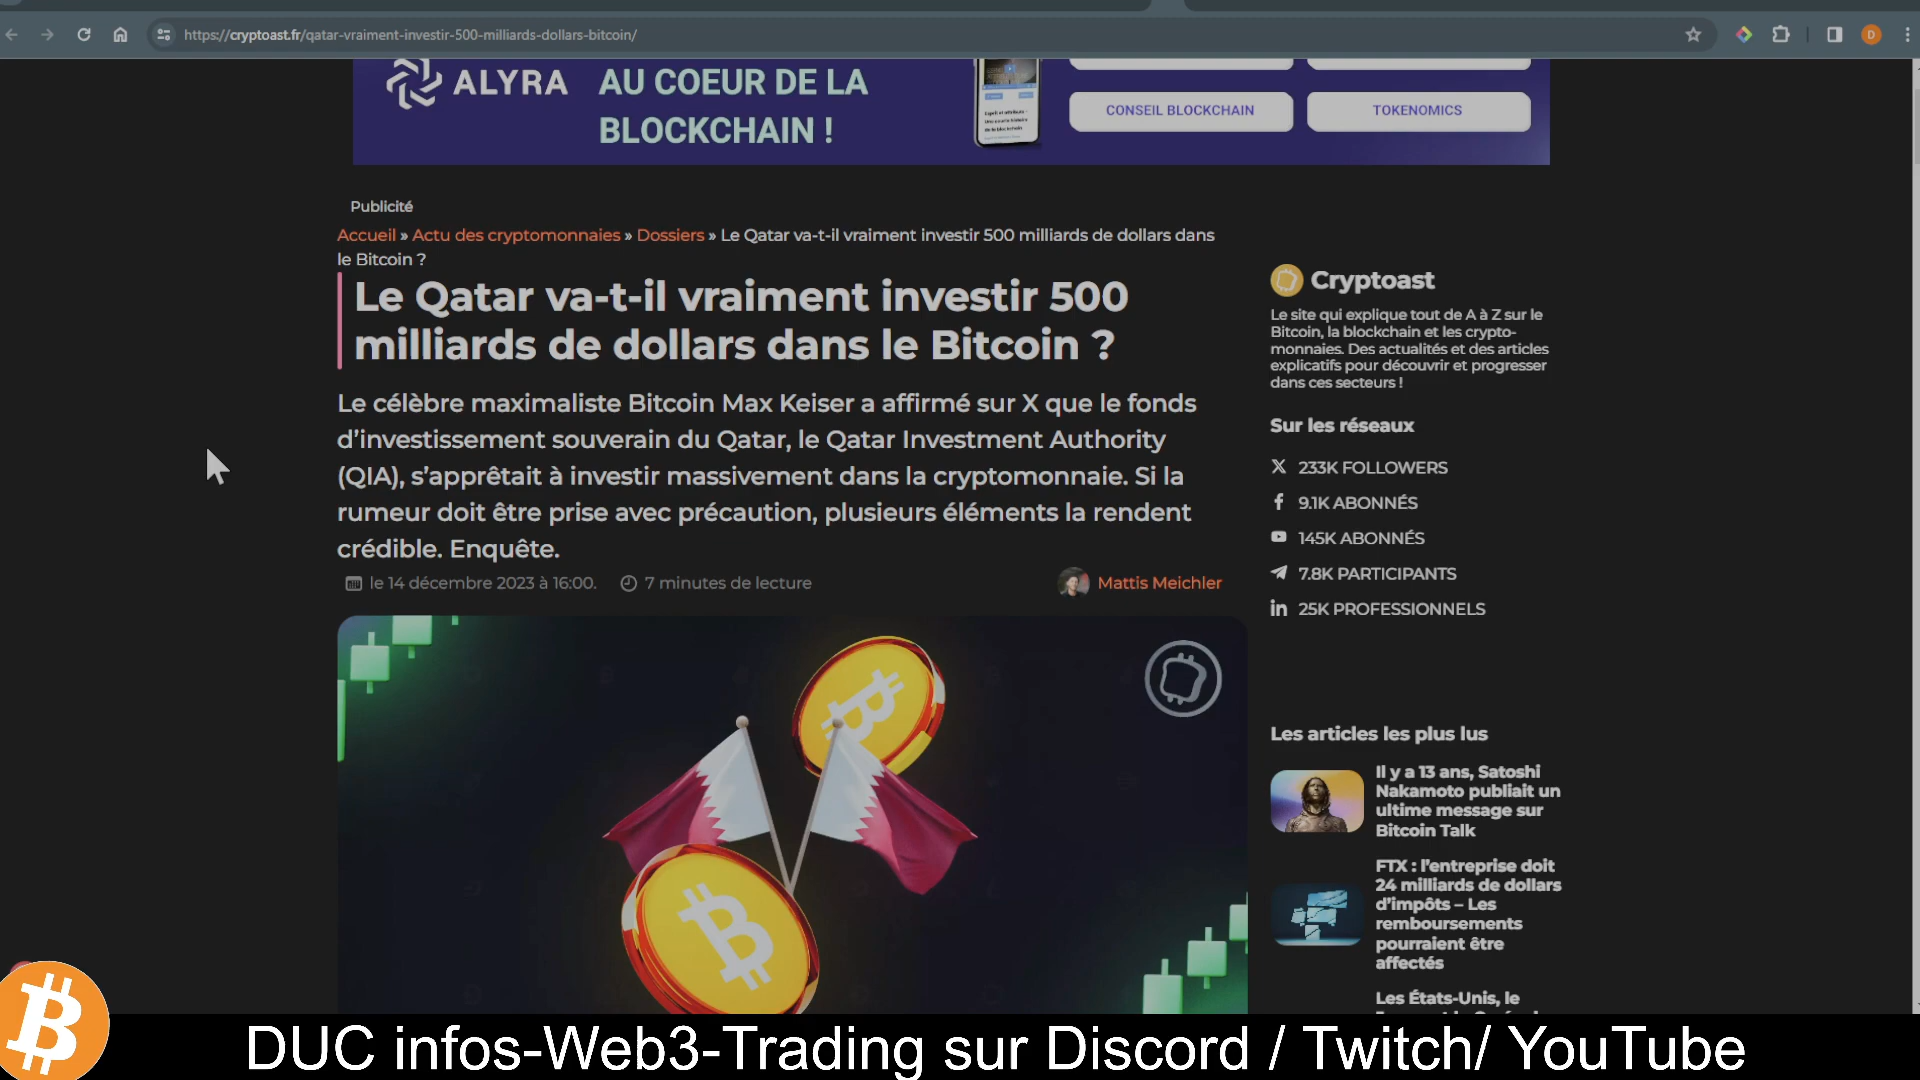 https://cryptoast.fr/qatar-vraiment-investir-500-milliards-dollars-bitcoin/
D
ALYRA
AU COEUR DE LA
BLOCKCHAIN !
CONSEIL BLOCKCHAIN
TOKENOMICS
Publicité
Accueil » Actu des cryptomonnaies » Dossiers » Le Qatar va-t-il vraiment investir 500 milliards de dollars dans
le Bitcoin ?
Le Qatar va-t-il vraiment investir 500
milliards de dollars dans le Bitcoin ?
Le célèbre maximaliste Bitcoin Max Keiser a affirmé sur X que le fonds
d’investissement souverain du Qatar, le Qatar Investment Authority
(QIA), s’apprêtait à investir massivement dans la cryptomonnaie. Si la
rumeur doit être prise avec précaution, plusieurs éléments la rendent
crédible. Enquête.
le 14 décembre 2023 à 16:00.
7 minutes de lecture
Mattis Meichler
Cryptoast
Le site qui explique tout de A à Z sur le
Bitcoin, la blockchain et les crypto-
monnaies. Des actualités et des articles
explicatifs pour découvrir et progresser
dans ces secteurs !
Sur les réseaux
233K FOLLOWERS
9.1K ABONNÉS
145K ABONNÉS
7.8K PARTICIPANTS
25K PROFESSIONNELS
Les articles les plus lus
Il y a 13 ans, Satoshi
Nakamoto publiait un
ultime message sur
Bitcoin Talk
FTX : l’entreprise doit
24 milliards de dollars
d’impôts – Les
remboursements
pourraient être
affectés
Les États-Unis, le
DUC infos-Web3-Trading sur Discord / Twitch/ YouTube